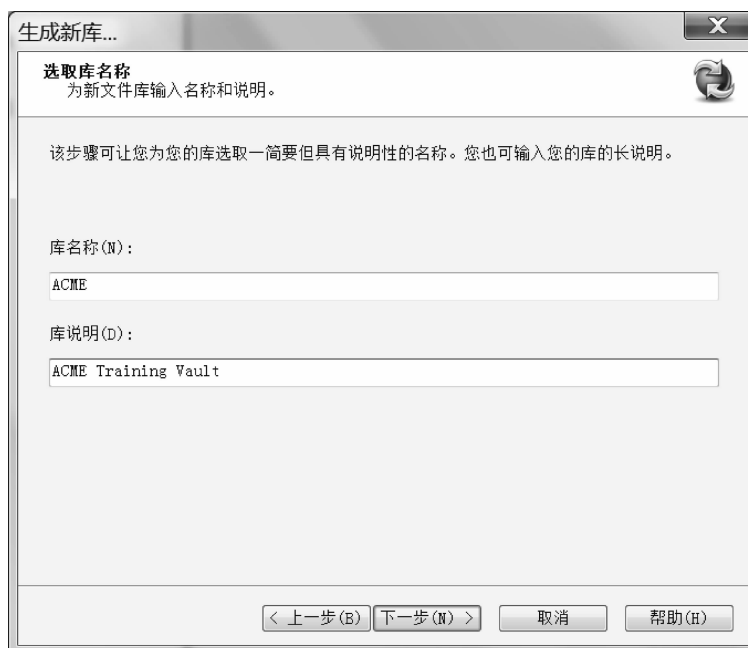 生成新库...
选取库名称
为新文件库输入名称和说明。
该步骤可让您为您的库选取一简要但具有说明性的名称。您也可输入您的库的长说明。
库名称(N):
ACME
库说明(D):
ACME Training Vault
< 上一步(B) 下一步(N) > 取消 帮助(H)